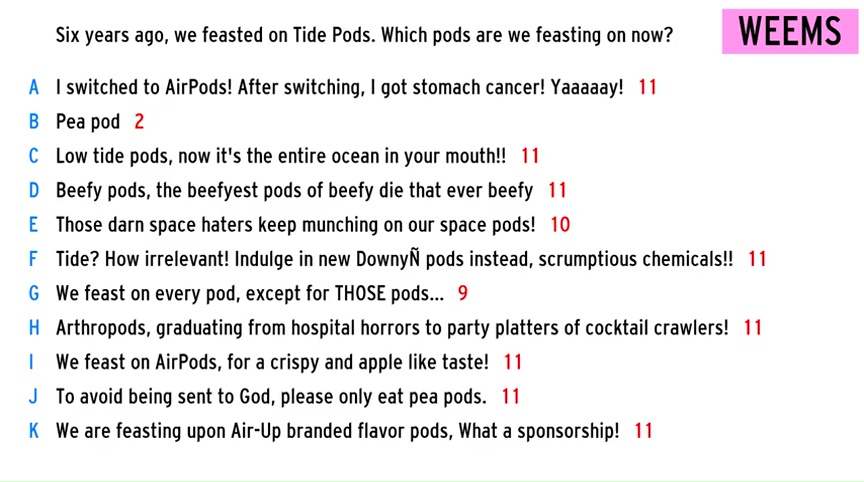 Six years ago, we feasted on Tide Pods. Which pods are we feasting on now?
WEEMS
A I switched to AirPods! After switching, I got stomach cancer! Yaaaaay! 11
B Pea pod 2
C Low tide pods, now it's the entire ocean in your mouth!! 11
D Beefy pods, the beefyest pods of beefy die that ever beefy 11
E Those darn space haters keep munching on our space pods! 10
F Tide? How irrelevant! Indulge in new DownyÑ pods instead, scrumptious chemicals!! 11
G We feast on every pod, except for THOSE pods... 9
H Arthropods, graduating from hospital horrors to party platters of cocktail crawlers! 11
I We feast on AirPods, for a crispy and apple like taste! 11
J To avoid being sent to God, please only eat pea pods. 11
K We are feasting upon Air-Up branded flavor pods, What a sponsorship! 11